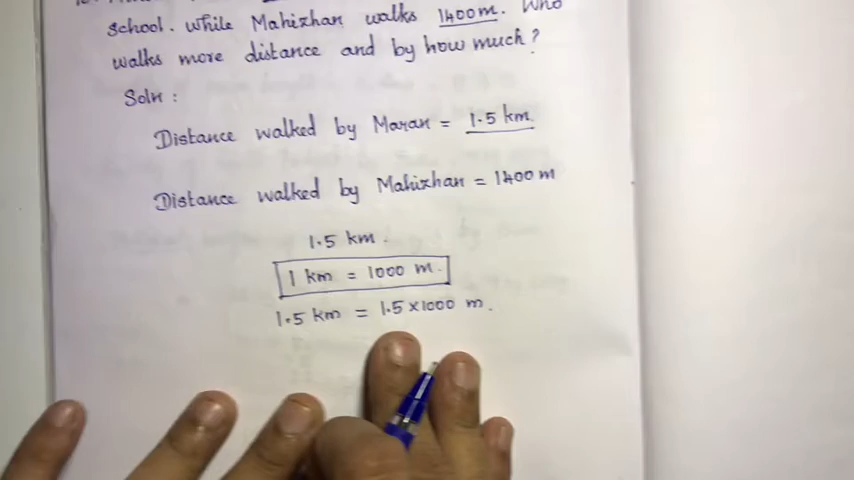 school. while Mahizhan walks 1400m. Who
walks more distance and by how much?
Soln :
Distance walked by Maran = 1.5 km.
Distance walked by Mahizhan = 1400 m
1.5 km.
1 km = 1000 m.
1.5 km = 1.5 × 1000 m.